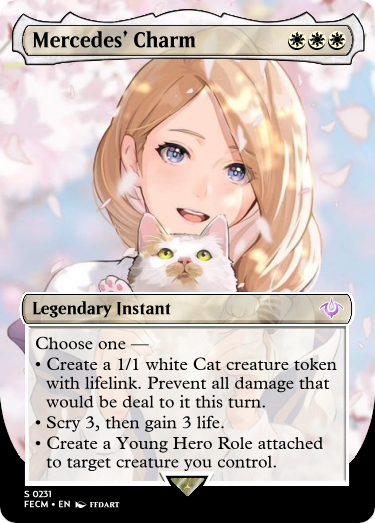 Mercedes’ Charm
Legendary Instant
Choose one —
• Create a 1/1 white Cat creature token
with lifelink. Prevent all damage that
would be deal to it this turn.
• Scry 3, then gain 3 life.
• Create a Young Hero Role attached
to target creature you control.
S 0231
FECM • EN FFDART